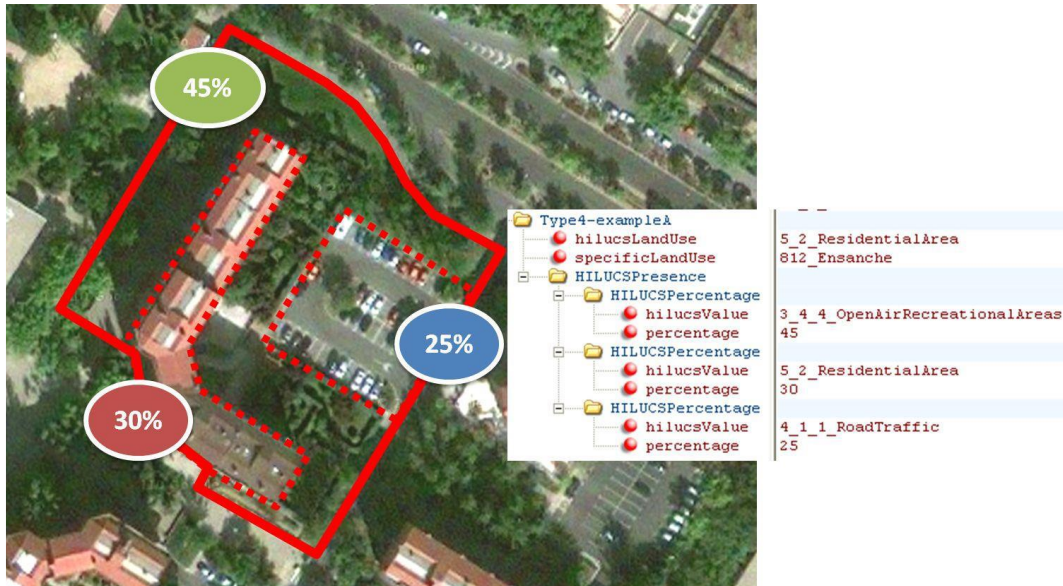 45%
25%
30%
Type4-exampleA
hilucsLandUse 5_2_ResidentialArea
specificLandUse 812_Ensanche
HILUCSPresence
HILUCSPercentage
hilucsValue 3_4_4_OpenAirRecreationalAreas
percentage 45
HILUCSPercentage
hilucsValue 5_2_ResidentialArea
percentage 30
HILUCSPercentage
hilucsValue 4_1_1_RoadTraffic
percentage 25